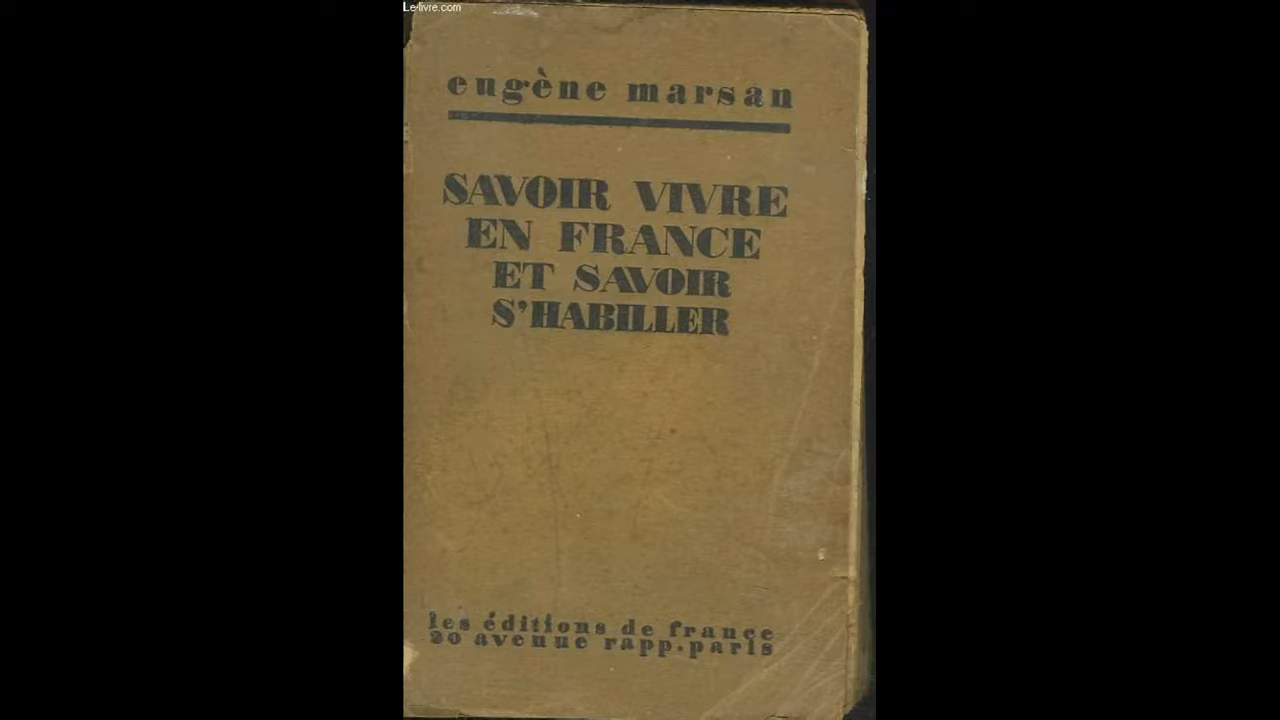 Le-livre.com
eugène marsan
SAVOIR VIVRE
EN FRANCE
ET SAVOIR
S'HABILLER
les éditions de france
20 avenue rapp.paris